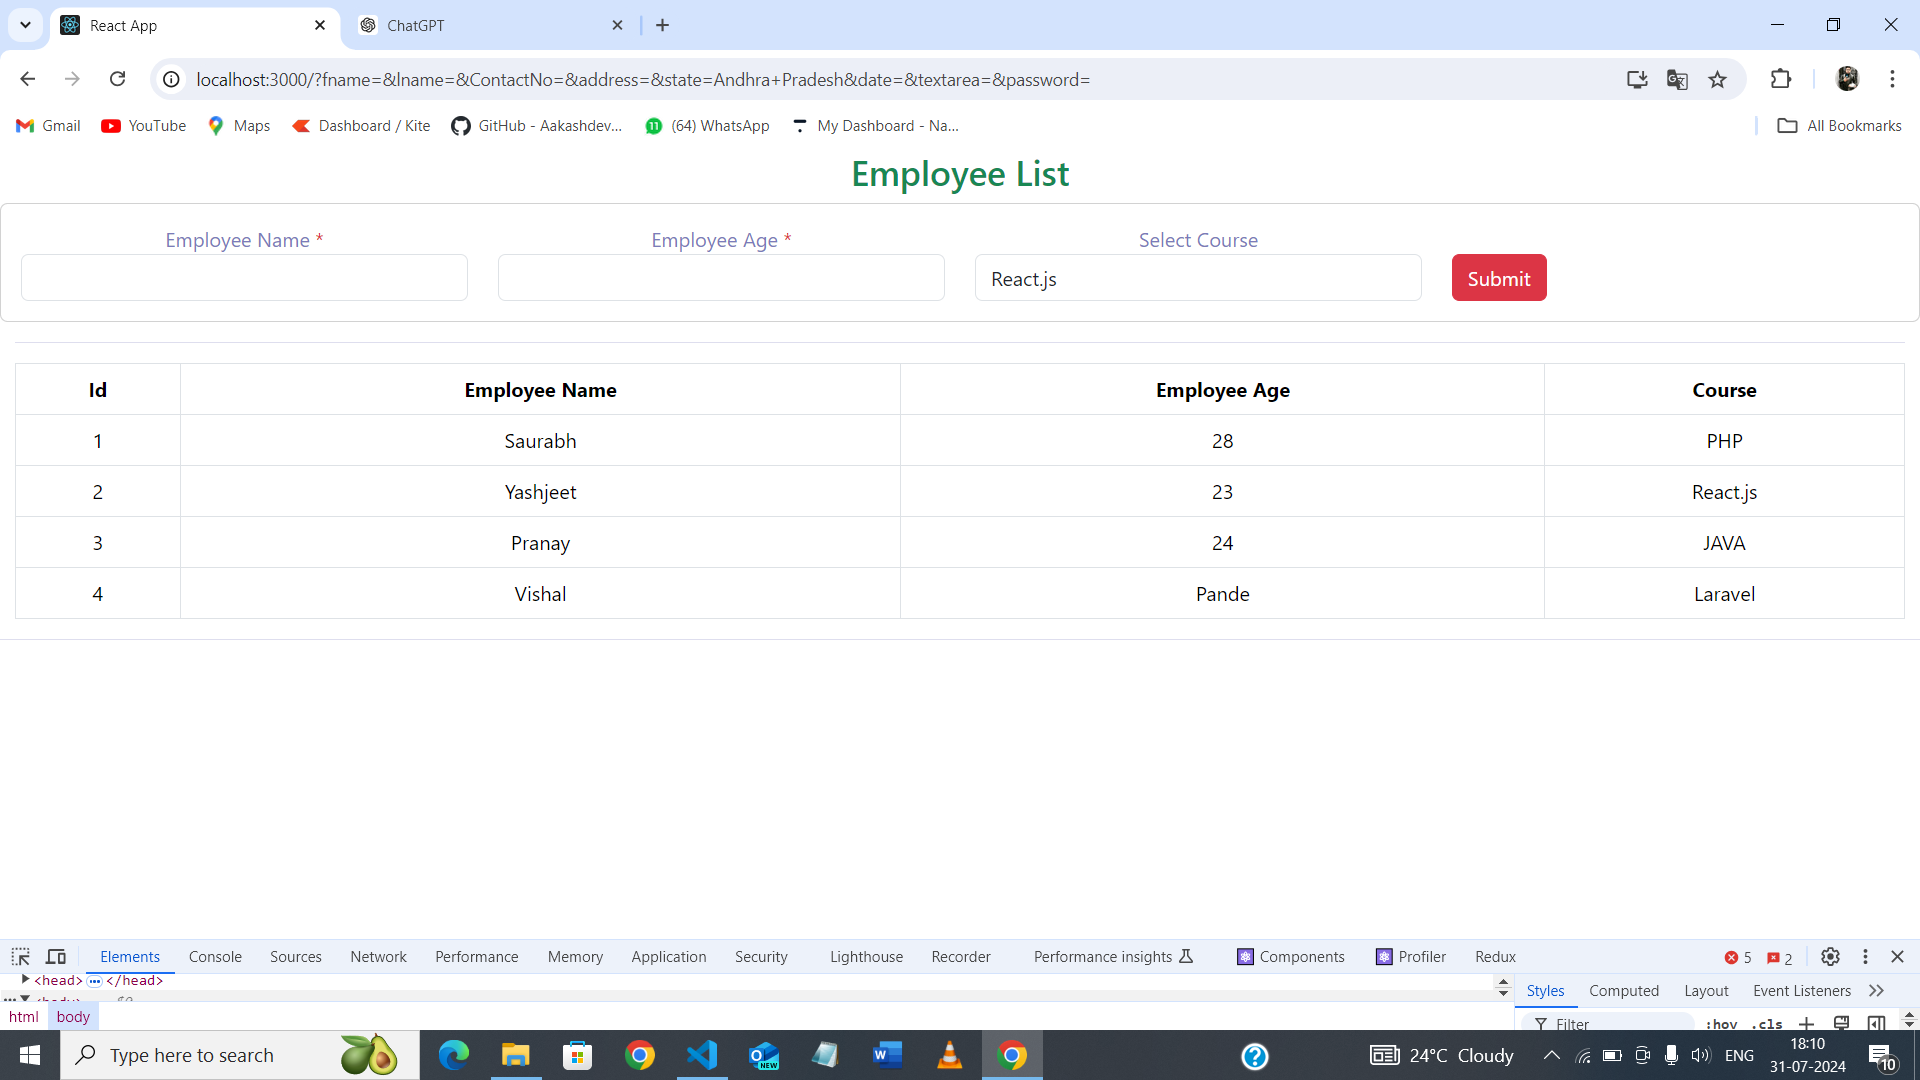 React App
ChatGPT
localhost:3000/?fname=&lname=&ContactNo=&address=&state=Andhra+Pradesh&date=&textarea=&password=
Gmail YouTube Maps Dashboard / Kite GitHub - Aakashdev... (64) WhatsApp My Dashboard - Na... All Bookmarks
Employee List
Employee Name * Employee Age * Select Course
React.js Submit
Id Employee Name Employee Age Course
1 Saurabh 28 PHP
2 Yashjeet 23 React.js
3 Pranay 24 JAVA
4 Vishal Pande Laravel
Elements Console Sources Network Performance Memory Application Security Lighthouse Recorder Performance insights Components Profiler Redux 5 2
<head> ... </head>
Styles Computed Layout Event Listeners
html body
Filter :hov .cls
Type here to search
NEW
24°C Cloudy
ENG
18:10
31-07-2024
10